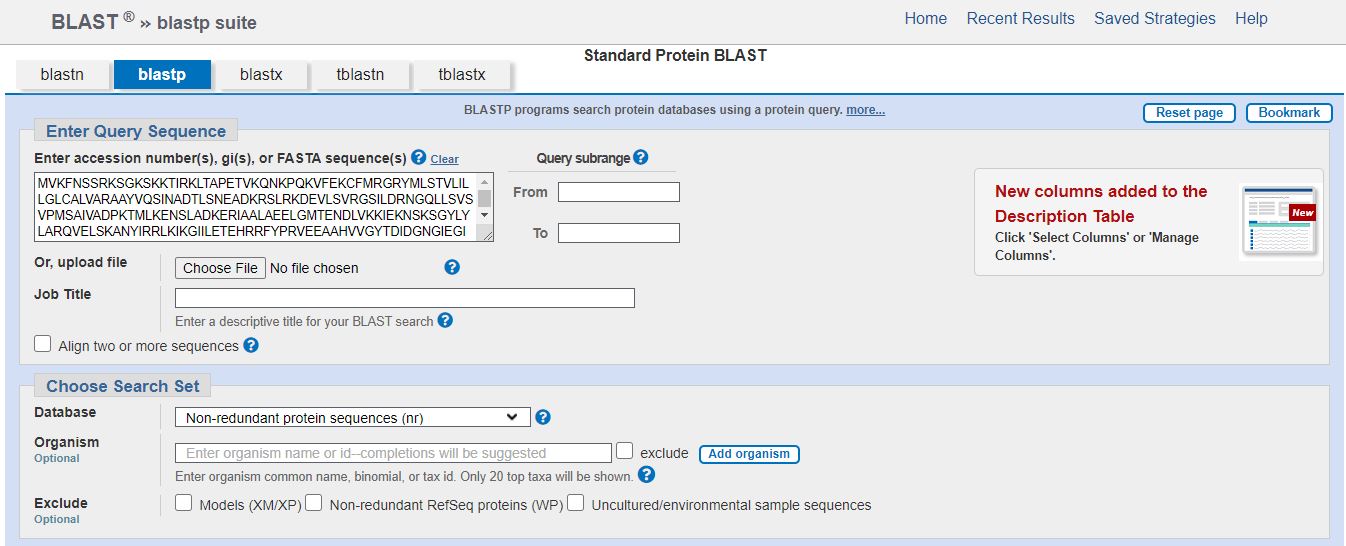 BLAST ® » blastp suite
Home Recent Results Saved Strategies Help
Standard Protein BLAST
blastn blastp blastx tblastn tblastx
BLASTP programs search protein databases using a protein query. more...
Reset page Bookmark
Enter Query Sequence
Enter accession number(s), gi(s), or FASTA sequence(s) ? Clear
Query subrange ?
MVKFNSSRKSGKSKKTIRKLTAPETVKQNKPQKVFEKCFMRGRYMLSTVLIL
LGLCALVARAAYVQSINADTLSNEADKRSLRKDEVLSVRGSILDRNGQLLSVS
VPMSAIVADPKTMLKENSLADKERIAALAEELGMTENDLVKKIEKNSKSGYLY
LARQVELSKANYIRRLKIKGIILETEHRRFYPRVEEAAHVVGYTDIDGNGIEGI
From
To
New columns added to the
Description Table
Click 'Select Columns' or 'Manage
Columns'.
New
Or, upload file Choose File No file chosen ?
Job Title
Enter a descriptive title for your BLAST search ?
Align two or more sequences ?
Choose Search Set
Database Non-redundant protein sequences (nr) ?
Organism
Optional
Enter organism name or id--completions will be suggested exclude Add organism
Enter organism common name, binomial, or tax id. Only 20 top taxa will be shown. ?
Exclude
Optional
Models (XM/XP) Non-redundant RefSeq proteins (WP) Uncultured/environmental sample sequences